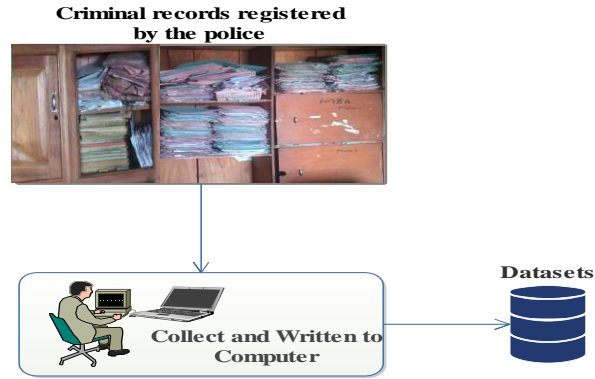 Criminal records registered
by the police
Collect and Written to
Computer
Datasets